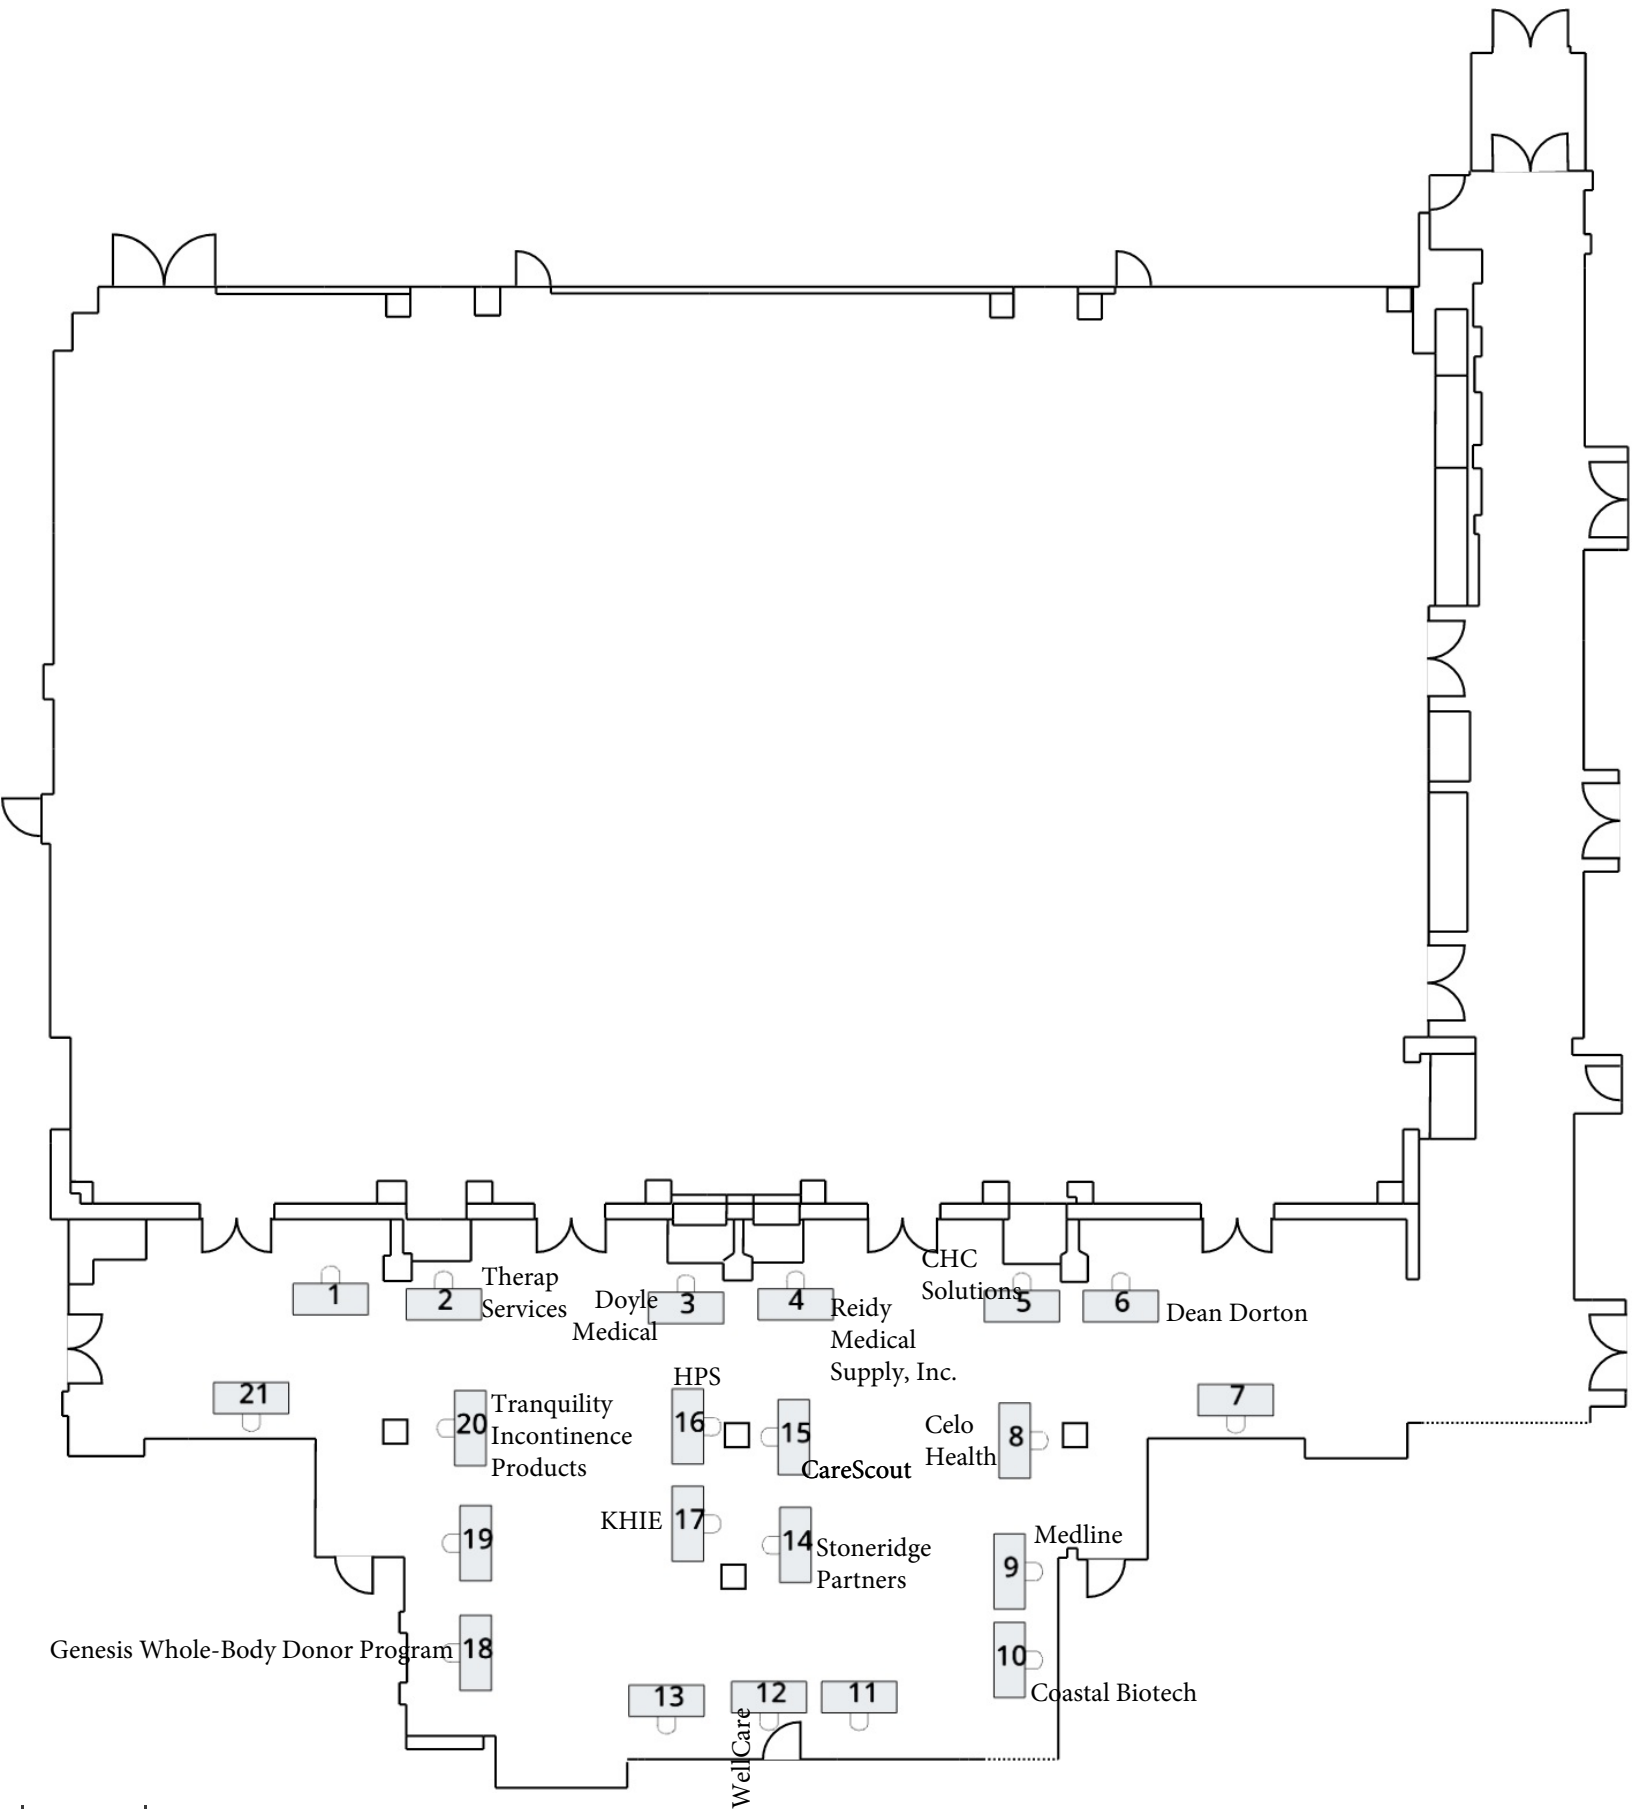 CHC
Solutions
Therap
Services
1
2
Doyle
Medical
3
4
Reidy
Medical
Supply, Inc.
5
6
Dean Dorton
21
20
Tranquility
Incontinence
Products
HPS
16
15
CareScout
Celo
Health
8
7
19
KHIE
17
14
Stoneridge
Partners
Medline
9
Genesis Whole-Body Donor Program
18
10
Coastal Biotech
13
12
11
WellCare